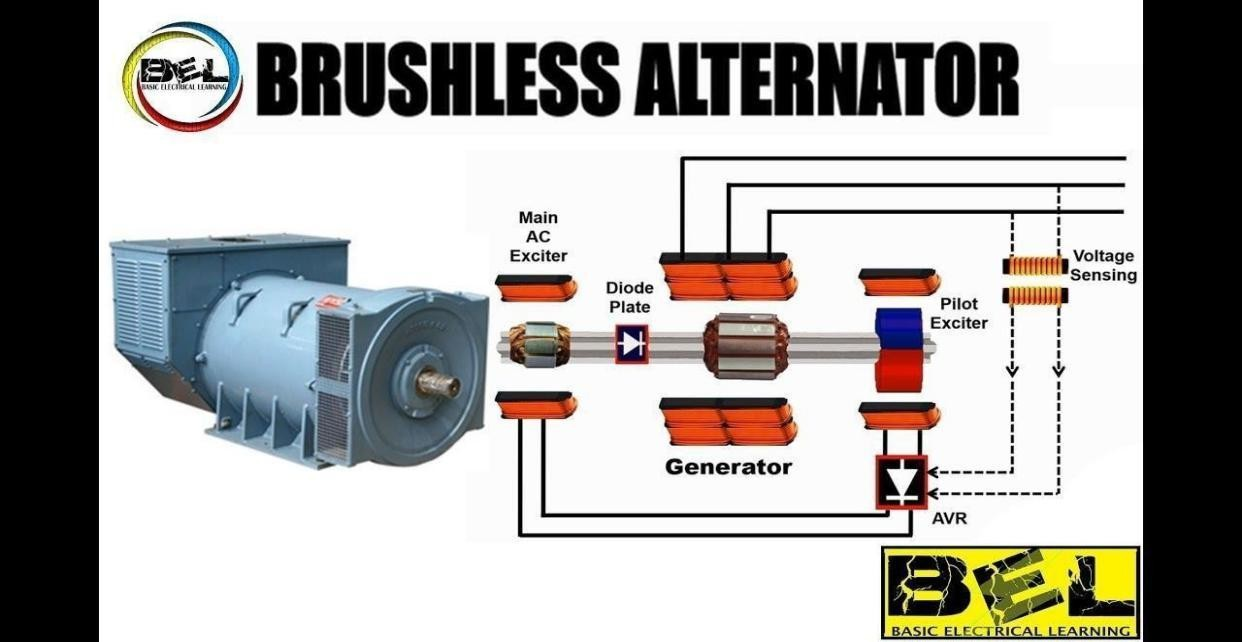 BEL
BASIC ELECTRICAL LEARNING
BRUSHLESS ALTERNATOR
Main
AC
Exciter
Diode
Plate
Voltage
Sensing
Pilot
Exciter
Generator
AVR
BEL
BASIC ELECTRICAL LEARNING